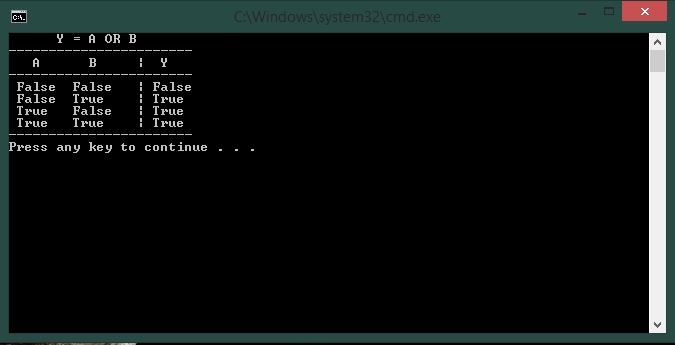 C:\Windows\system32\cmd.exe
Y = A OR B
-----------------------
A B ¦ Y
-----------------------
False False ¦ False
False True ¦ True
True False ¦ True
True True ¦ True
-----------------------
Press any key to continue . . .